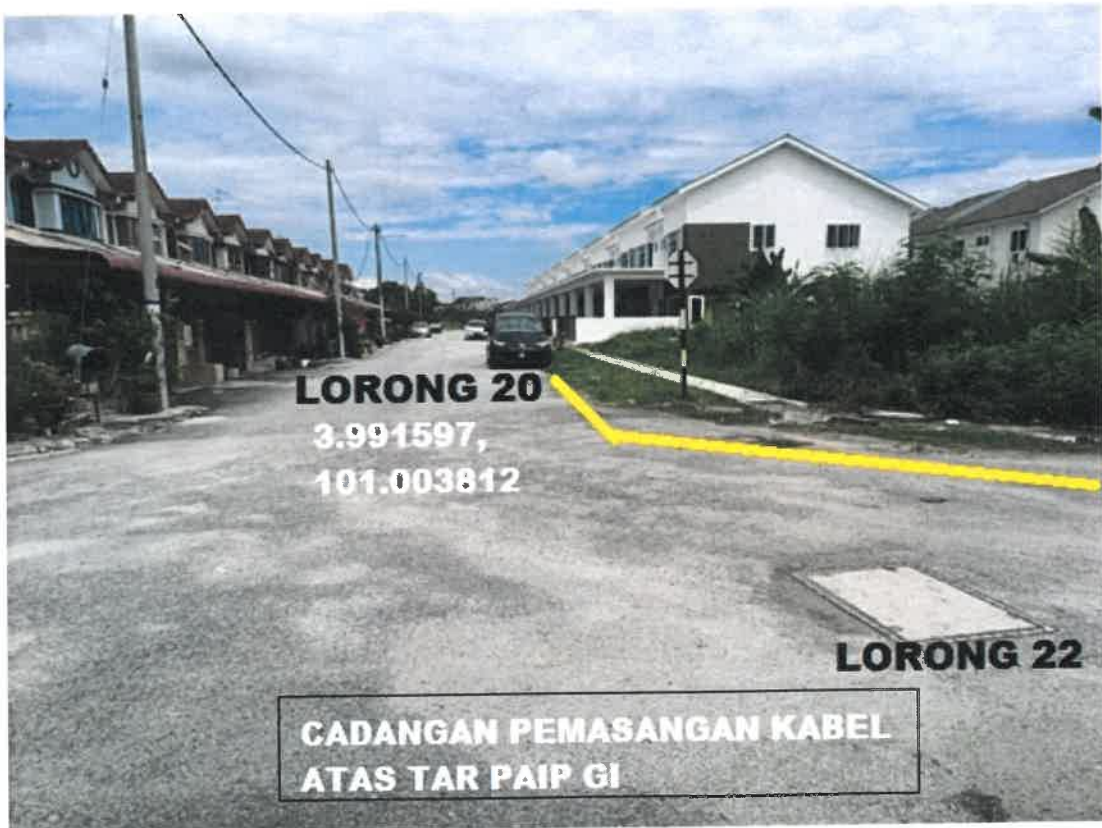 LORONG 20
3.991597,
101.003812
LORONG 22
CADANGAN PEMASANGAN KABEL
ATAS TAR PAIP GI